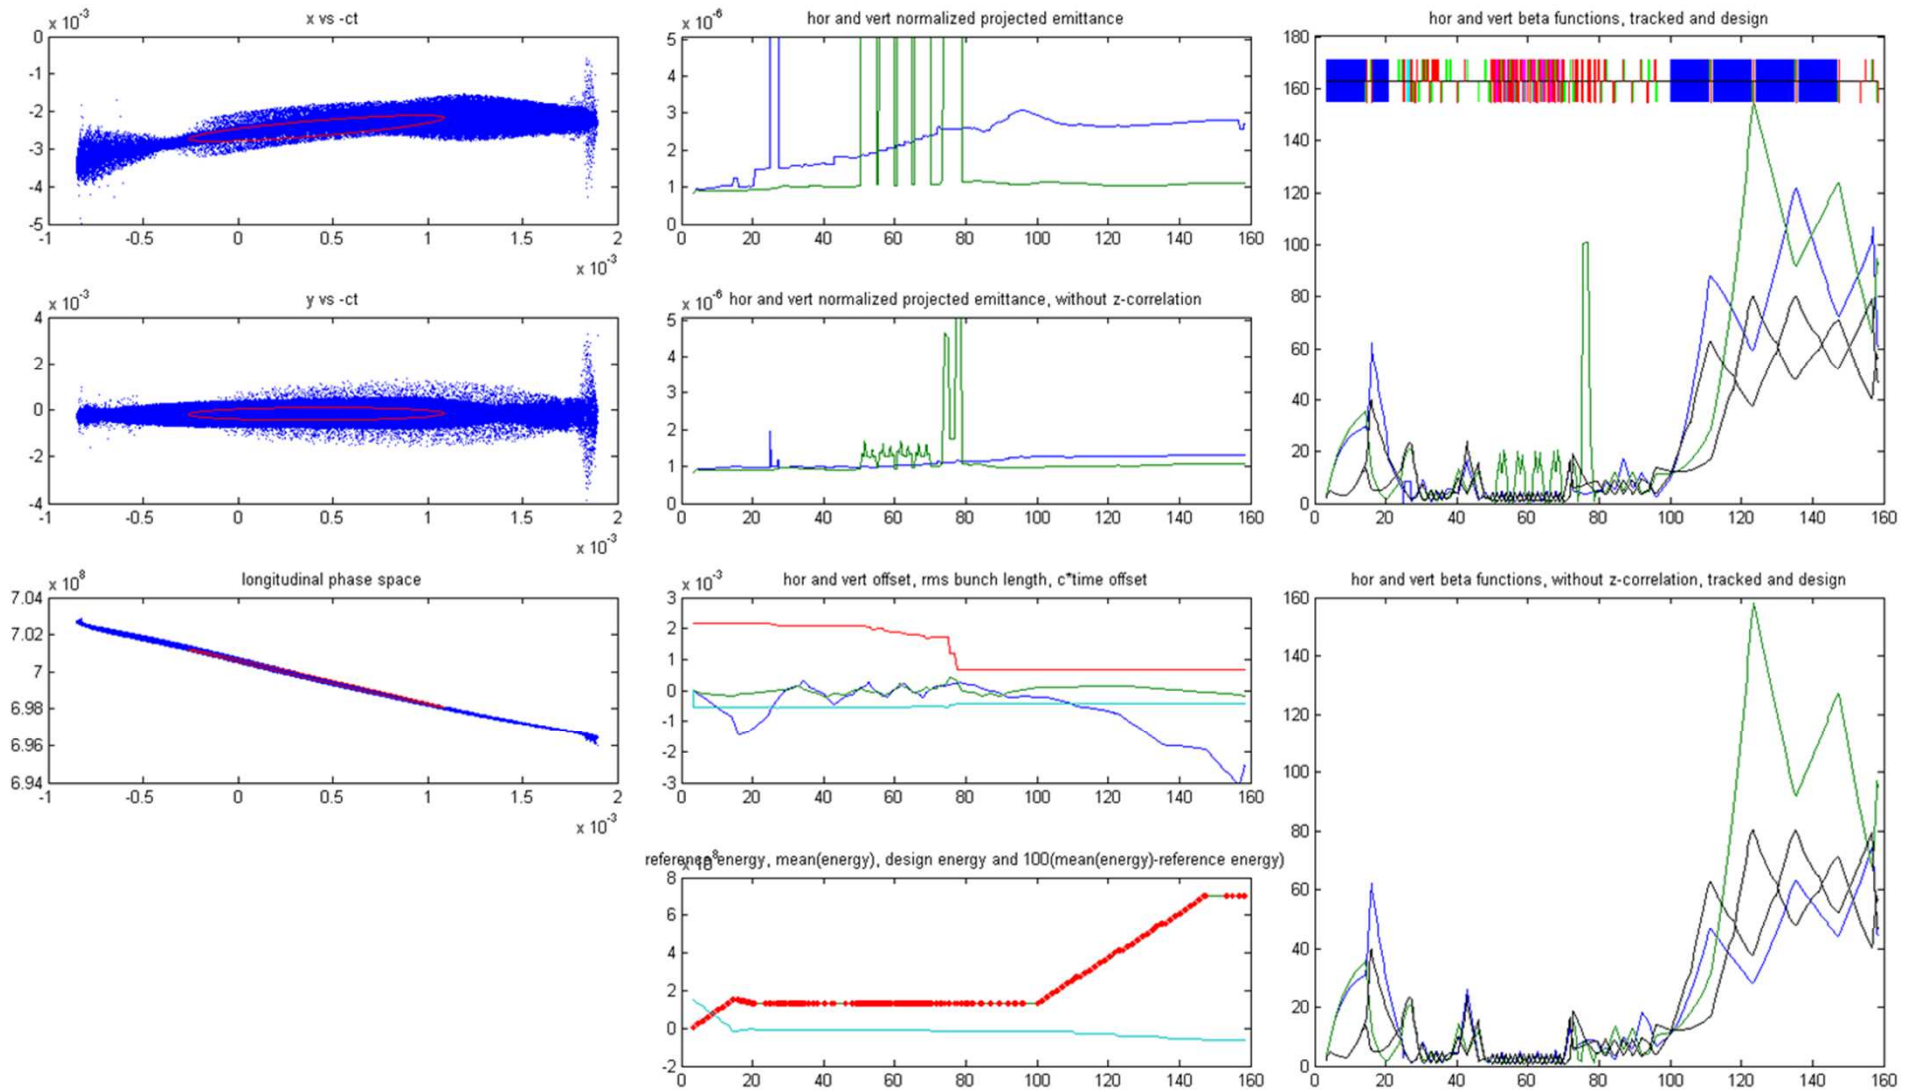 x vs -ct
x 10-3
0
-1
-2
-3
-4
-5
-1 -0.5 0 0.5 1 1.5 2
x 10-3
y vs -ct
x 10-3
4
2
0
-2
-4
-1 -0.5 0 0.5 1 1.5 2
x 10-3
longitudinal phase space
x 108
7.04
7.02
7
6.98
6.96
6.94
-1 -0.5 0 0.5 1 1.5 2
x 10-3
hor and vert normalized projected emittance
x 10-6
5
4
3
2
1
0
0 20 40 60 80 100 120 140 160
hor and vert normalized projected emittance, without z-correlation
x 10-6
5
4
3
2
1
0
0 20 40 60 80 100 120 140 160
hor and vert offset, rms bunch length, c*time offset
x 10-3
3
2
1
0
-1
-2
-3
0 20 40 60 80 100 120 140 160
reference energy, mean(energy), design energy and 100(mean(energy)-reference energy)
x 108
8
6
4
2
0
-2
0 20 40 60 80 100 120 140 160
hor and vert beta functions, tracked and design
180
160
140
120
100
80
60
40
20
0
0 20 40 60 80 100 120 140 160
hor and vert beta functions, without z-correlation, tracked and design
160
140
120
100
80
60
40
20
0
0 20 40 60 80 100 120 140 160